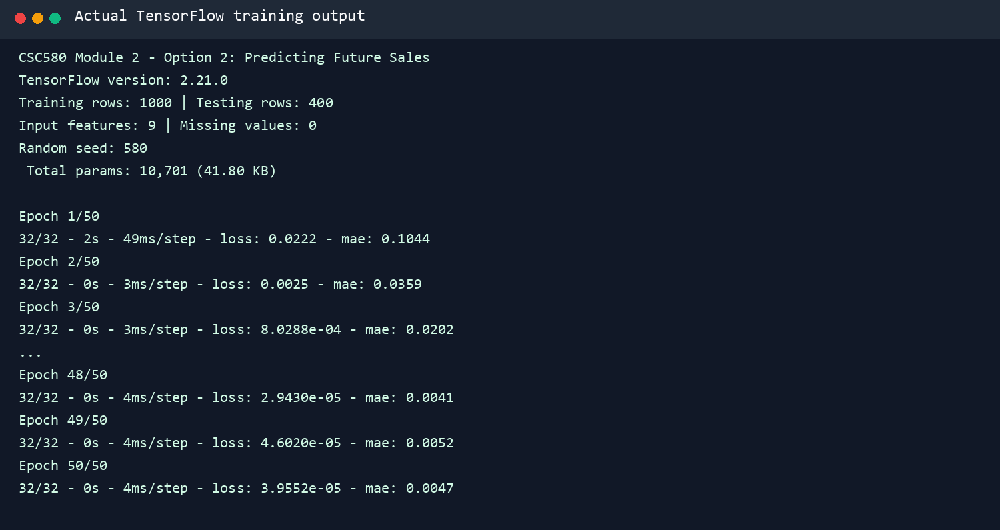 Actual TensorFlow training output
CSC580 Module 2 - Option 2: Predicting Future Sales
TensorFlow version: 2.21.0
Training rows: 1000 | Testing rows: 400
Input features: 9 | Missing values: 0
Random seed: 580
Total params: 10,701 (41.80 KB)
Epoch 1/50
32/32 - 2s - 49ms/step - loss: 0.0222 - mae: 0.1044
Epoch 2/50
32/32 - 0s - 3ms/step - loss: 0.0025 - mae: 0.0359
Epoch 3/50
32/32 - 0s - 3ms/step - loss: 8.0288e-04 - mae: 0.0202
...
Epoch 48/50
32/32 - 0s - 4ms/step - loss: 2.9430e-05 - mae: 0.0041
Epoch 49/50
32/32 - 0s - 4ms/step - loss: 4.6020e-05 - mae: 0.0052
Epoch 50/50
32/32 - 0s - 4ms/step - loss: 3.9552e-05 - mae: 0.0047